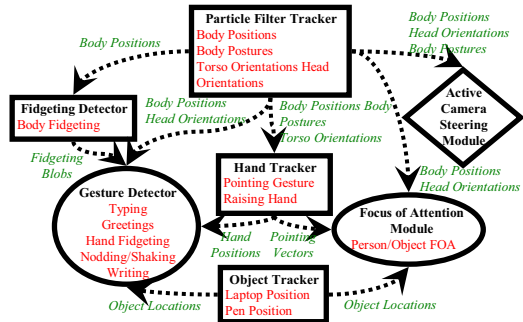 Particle Filter Tracker
Body Positions
Body Postures
Torso Orientations Head
Orientations
Body Positions
Body Positions
Head Orientations
Body Postures
Fidgeting Detector
Body Fidgeting
Body Positions
Head Orientations
Body Positions Body
Postures
Torso Orientations
Active
Camera
Steering
Module
Fidgeting
Blobs
Hand Tracker
Pointing Gesture
Raising Hand
Body Positions
Head Orientations
Gesture Detector
Typing
Greetings
Hand Fidgeting
Nodding/Shaking
Writing
Hand
Positions
Pointing
Vectors
Focus of Attention
Module
Person/Object FOA
Object Tracker
Laptop Position
Pen Position
Object Locations
Object Locations